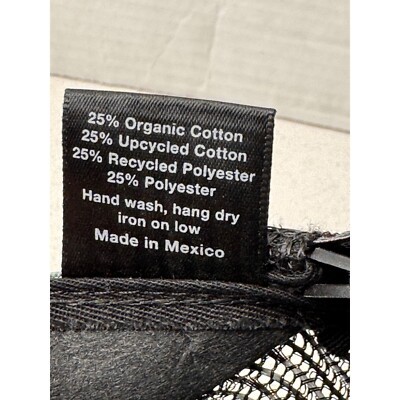 25% Organic Cotton
25% Upcycled Cotton
25% Recycled Polyester
25% Polyester
Hand wash, hang dry
iron on low
Made in Mexico